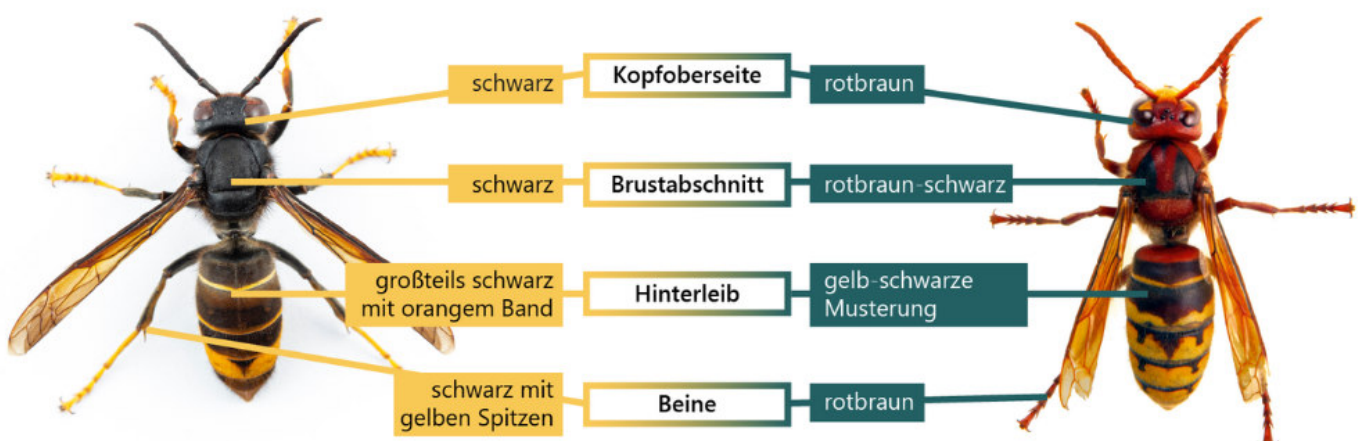 schwarz
Kopfoberseite
rotbraun
schwarz
Brustabschnitt
rotbraun-schwarz
großteils schwarz
mit orangem Band
Hinterleib
gelb-schwarze
Musterung
schwarz mit
gelben Spitzen
Beine
rotbraun